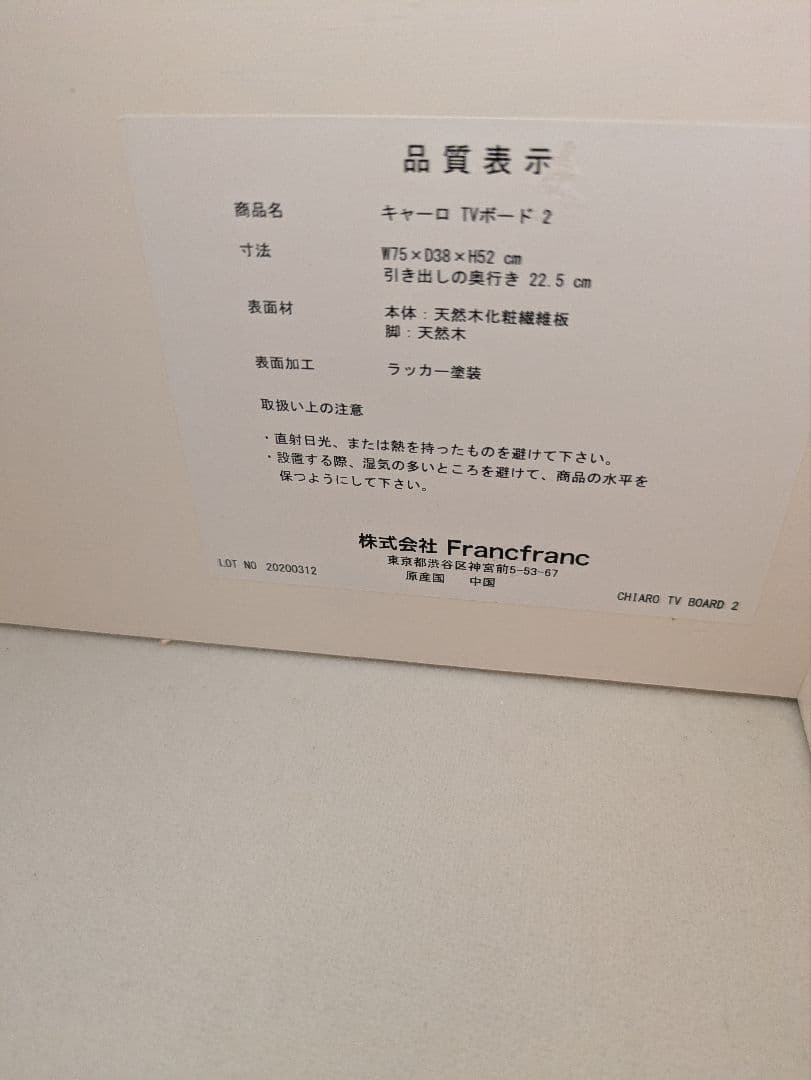 品質表示
商品名 キャーロ TVボード 2
寸法 W75×D38×H52 cm
引き出しの奥行き 22.5 cm
表面材 本体：天然木化粧繊維板
脚：天然木
表面加工 ラッカー塗装
取扱い上の注意
・直射日光、または熱を持ったものを避けて下さい。
・設置する際、湿気の多いところを避けて、商品の水平を
保つようにして下さい。
株式会社 Francfranc
東京都渋谷区神宮前5-53-67
LOT NO 20200312 原産国 中国
CHIARO TV BOARD 2